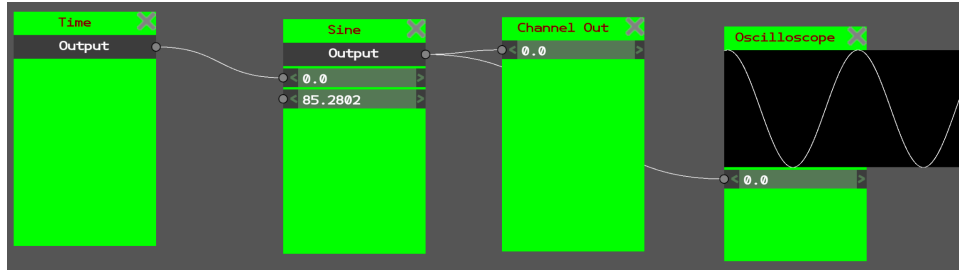 Time
Output
Sine
Output
< 0.0 >
< 85.2802 >
Channel Out
< 0.0 >
Oscilloscope
< 0.0 >